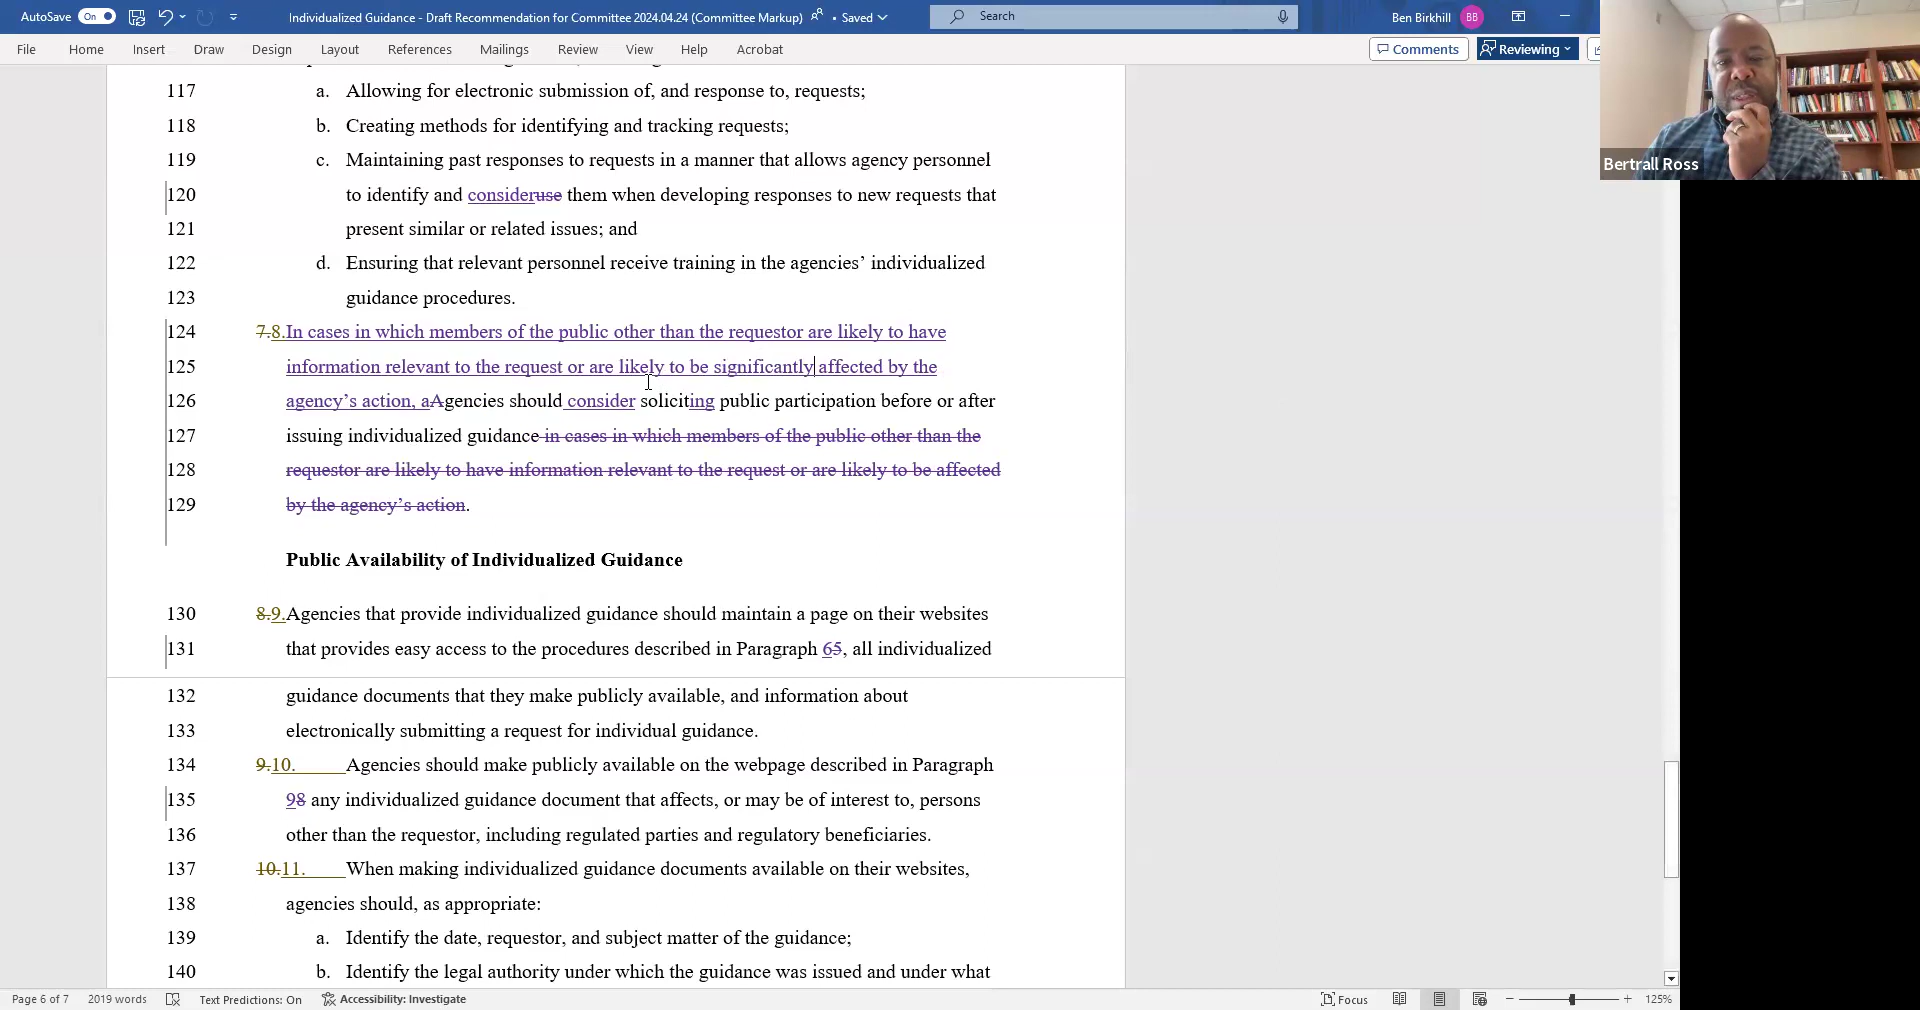 AutoSave On Individualized Guidance - Draft Recommendation for Committee 2024.04.24 (Committee Markup) • Saved Search Ben Birkhill BB
File Home Insert Draw Design Layout References Mailings Review View Help Acrobat Comments Reviewing
117 a. Allowing for electronic submission of, and response to, requests;
118 b. Creating methods for identifying and tracking requests;
119 c. Maintaining past responses to requests in a manner that allows agency personnel
Bertrall Ross
120 to identify and consideruse them when developing responses to new requests that
121 present similar or related issues; and
122 d. Ensuring that relevant personnel receive training in the agencies’ individualized
123 guidance procedures.
124 7.8.In cases in which members of the public other than the requestor are likely to have
125 information relevant to the request or are likely to be significantly affected by the
126 agency’s action, aAgencies should consider soliciting public participation before or after
127 issuing individualized guidance in cases in which members of the public other than the
128 requestor are likely to have information relevant to the request or are likely to be affected
129 by the agency’s action.
Public Availability of Individualized Guidance
130 8.9.Agencies that provide individualized guidance should maintain a page on their websites
131 that provides easy access to the procedures described in Paragraph 65, all individualized
132 guidance documents that they make publicly available, and information about
133 electronically submitting a request for individual guidance.
134 9.10. Agencies should make publicly available on the webpage described in Paragraph
135 98 any individualized guidance document that affects, or may be of interest to, persons
136 other than the requestor, including regulated parties and regulatory beneficiaries.
137 10.11. When making individualized guidance documents available on their websites,
138 agencies should, as appropriate:
139 a. Identify the date, requestor, and subject matter of the guidance;
140 b. Identify the legal authority under which the guidance was issued and under what
Page 6 of 7 2019 words Text Predictions: On Accessibility: Investigate Focus 125%